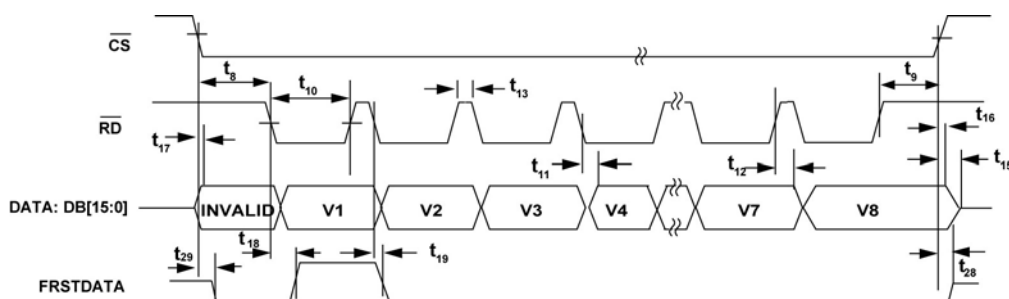 CS
t8
t10
t13
t9
RD
t17
t11
t12
t16
t15
DATA: DB[15:0]
INVALID V1 V2 V3 V4 V7 V8
t18
t19
t29
t28
FRSTDATA